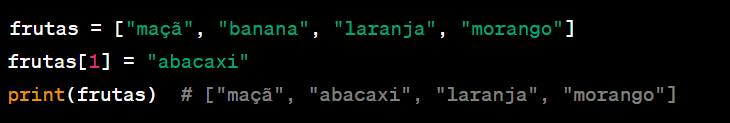 frutas = ["maçã", "banana", "laranja", "morango"]
frutas[1] = "abacaxi"
print(frutas)  # ["maçã", "abacaxi", "laranja", "morango"]